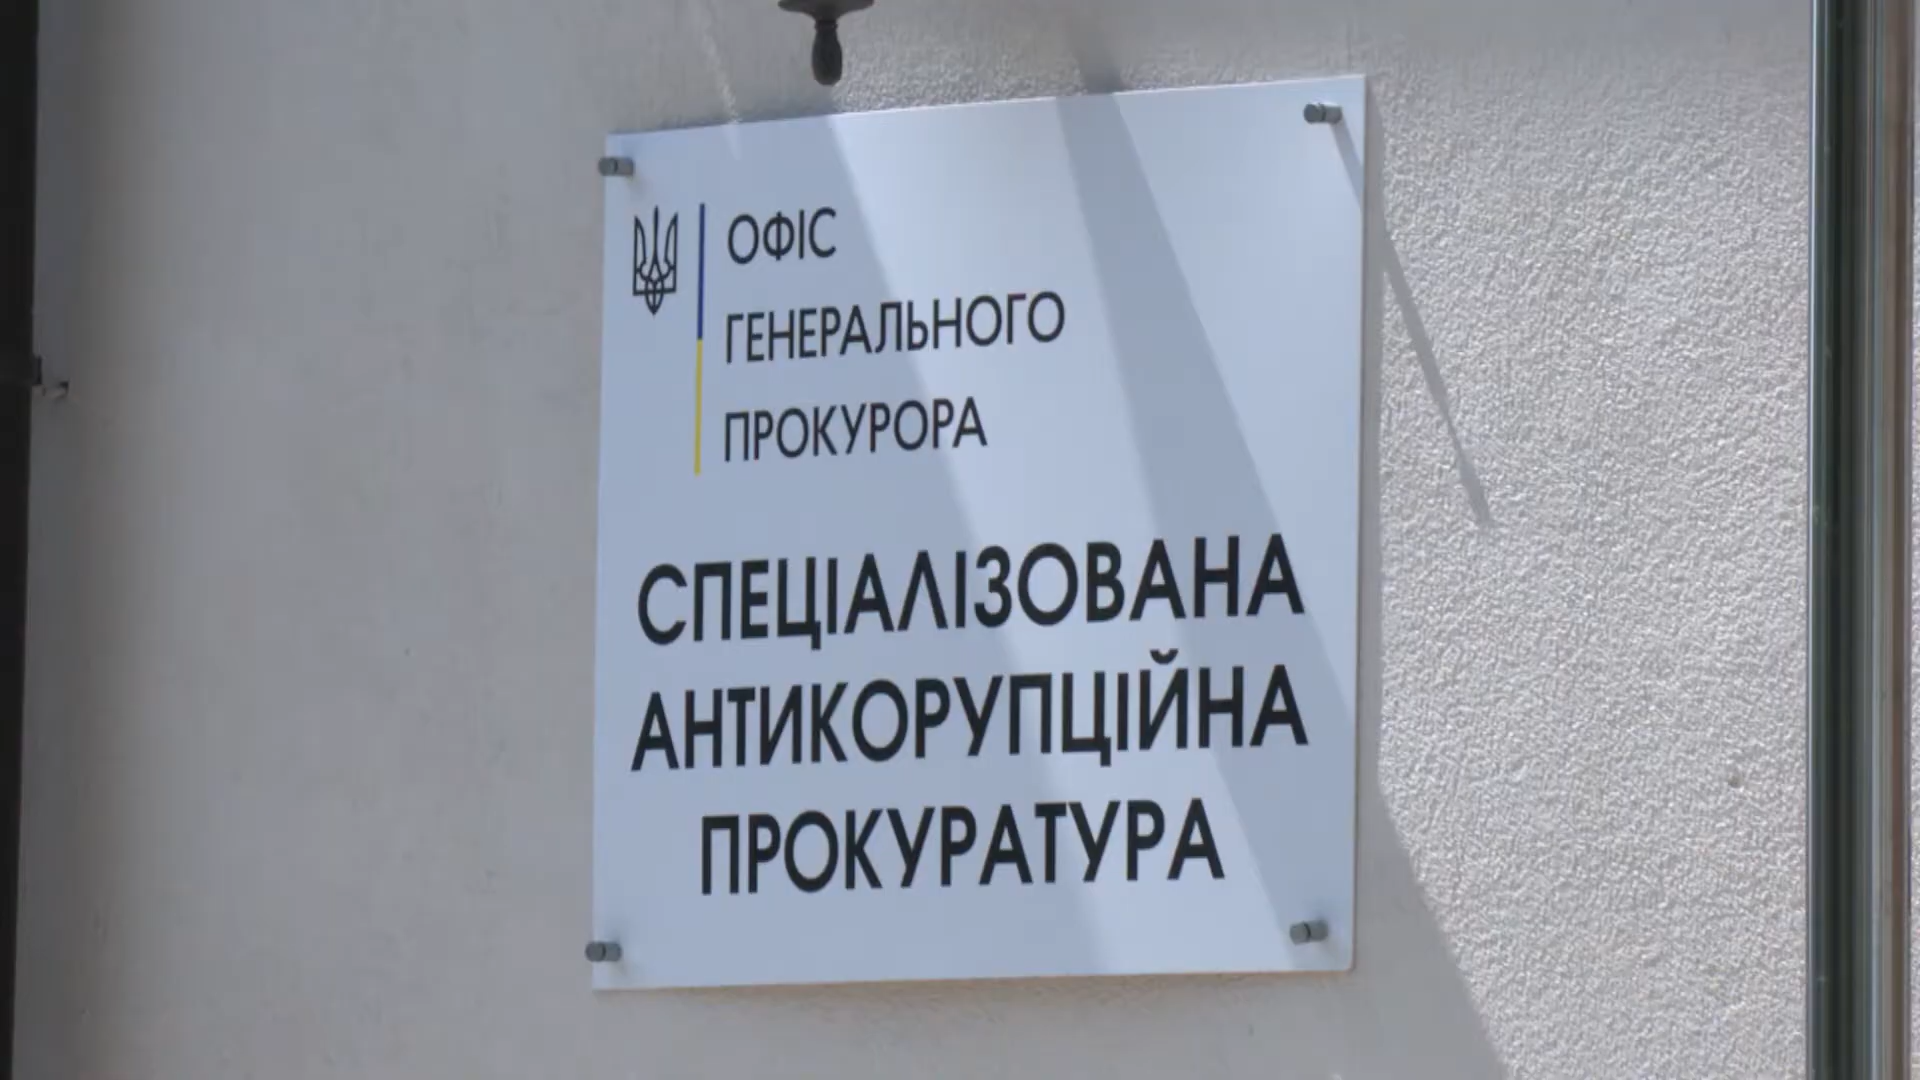 ОФІС
ГЕНЕРАЛЬНОГО
ПРОКУРОРА
СПЕЦІАЛІЗОВАНА
АНТИКОРУПЦІЙНА
ПРОКУРАТУРА